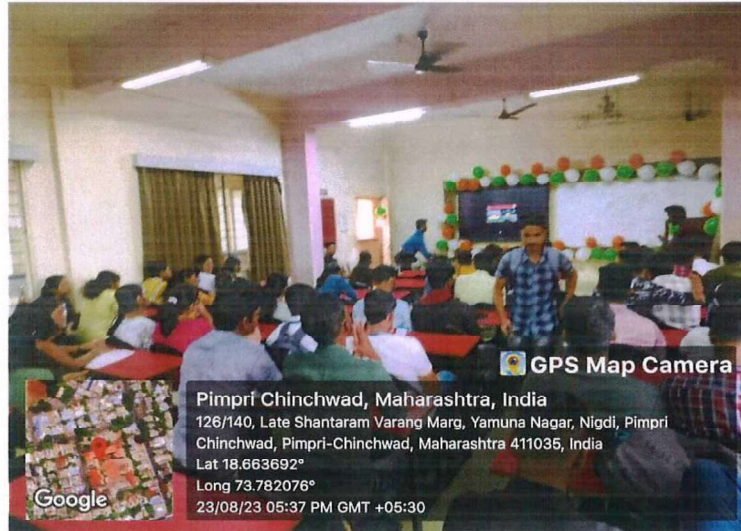 GPS Map Camera
Pimpri Chinchwad, Maharashtra, India
126/140, Late Shantaram Varang Marg, Yamuna Nagar, Nigdi, Pimpri
Chinchwad, Pimpri-Chinchwad, Maharashtra 411035, India
Lat 18.663692°
Long 73.782076°
23/08/23 05:37 PM GMT +05:30
Google